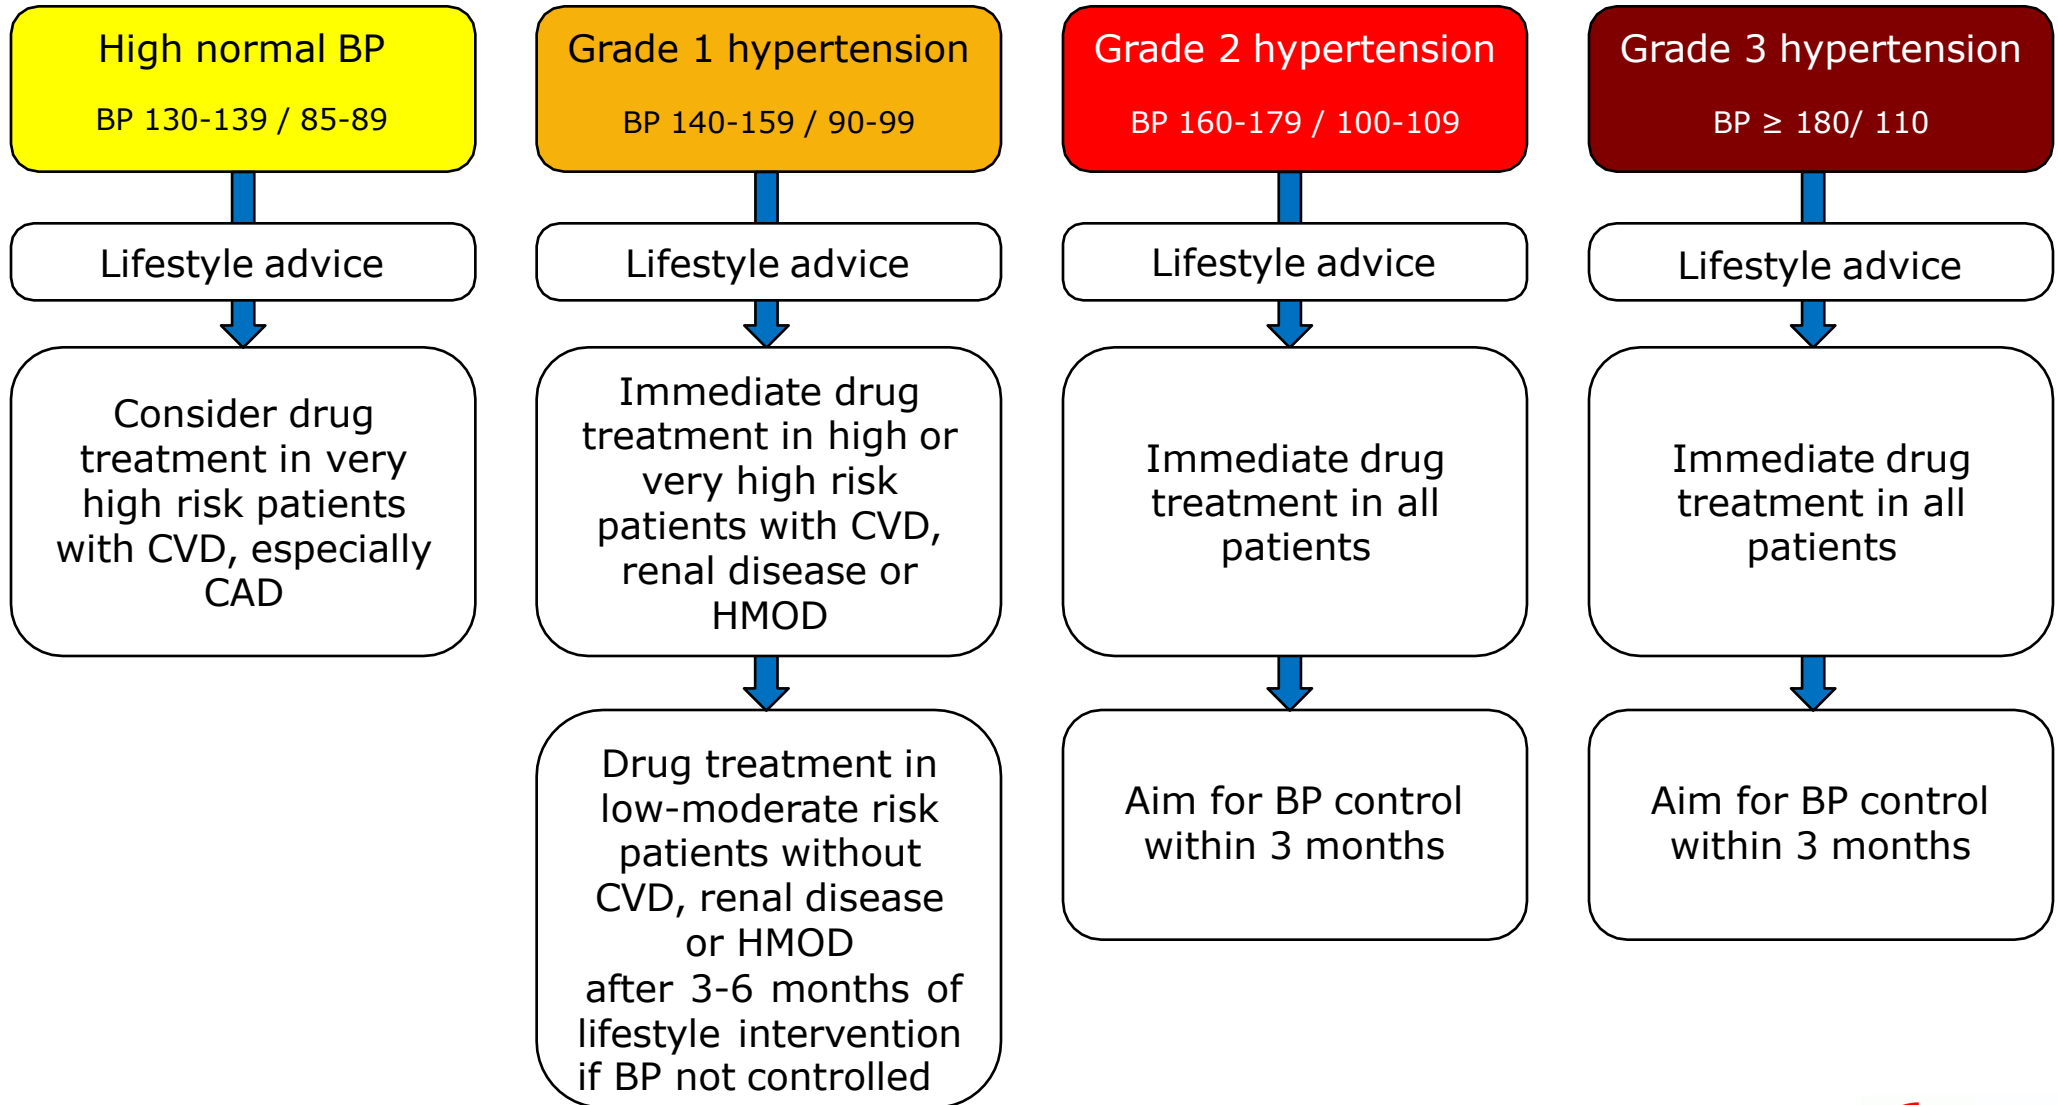 High normal BP
BP 130-139 / 85-89
Lifestyle advice
Consider drug
treatment in very
high risk patients
with CVD, especially
CAD
Grade 1 hypertension
BP 140-159 / 90-99
Lifestyle advice
Immediate drug
treatment in high or
very high risk
patients with CVD,
renal disease or
HMOD
Drug treatment in
low-moderate risk
patients without
CVD, renal disease
or HMOD
after 3-6 months of
lifestyle intervention
if BP not controlled
Grade 2 hypertension
BP 160-179 / 100-109
Lifestyle advice
Immediate drug
treatment in all
patients
Aim for BP control
within 3 months
Grade 3 hypertension
BP ≥ 180/ 110
Lifestyle advice
Immediate drug
treatment in all
patients
Aim for BP control
within 3 months